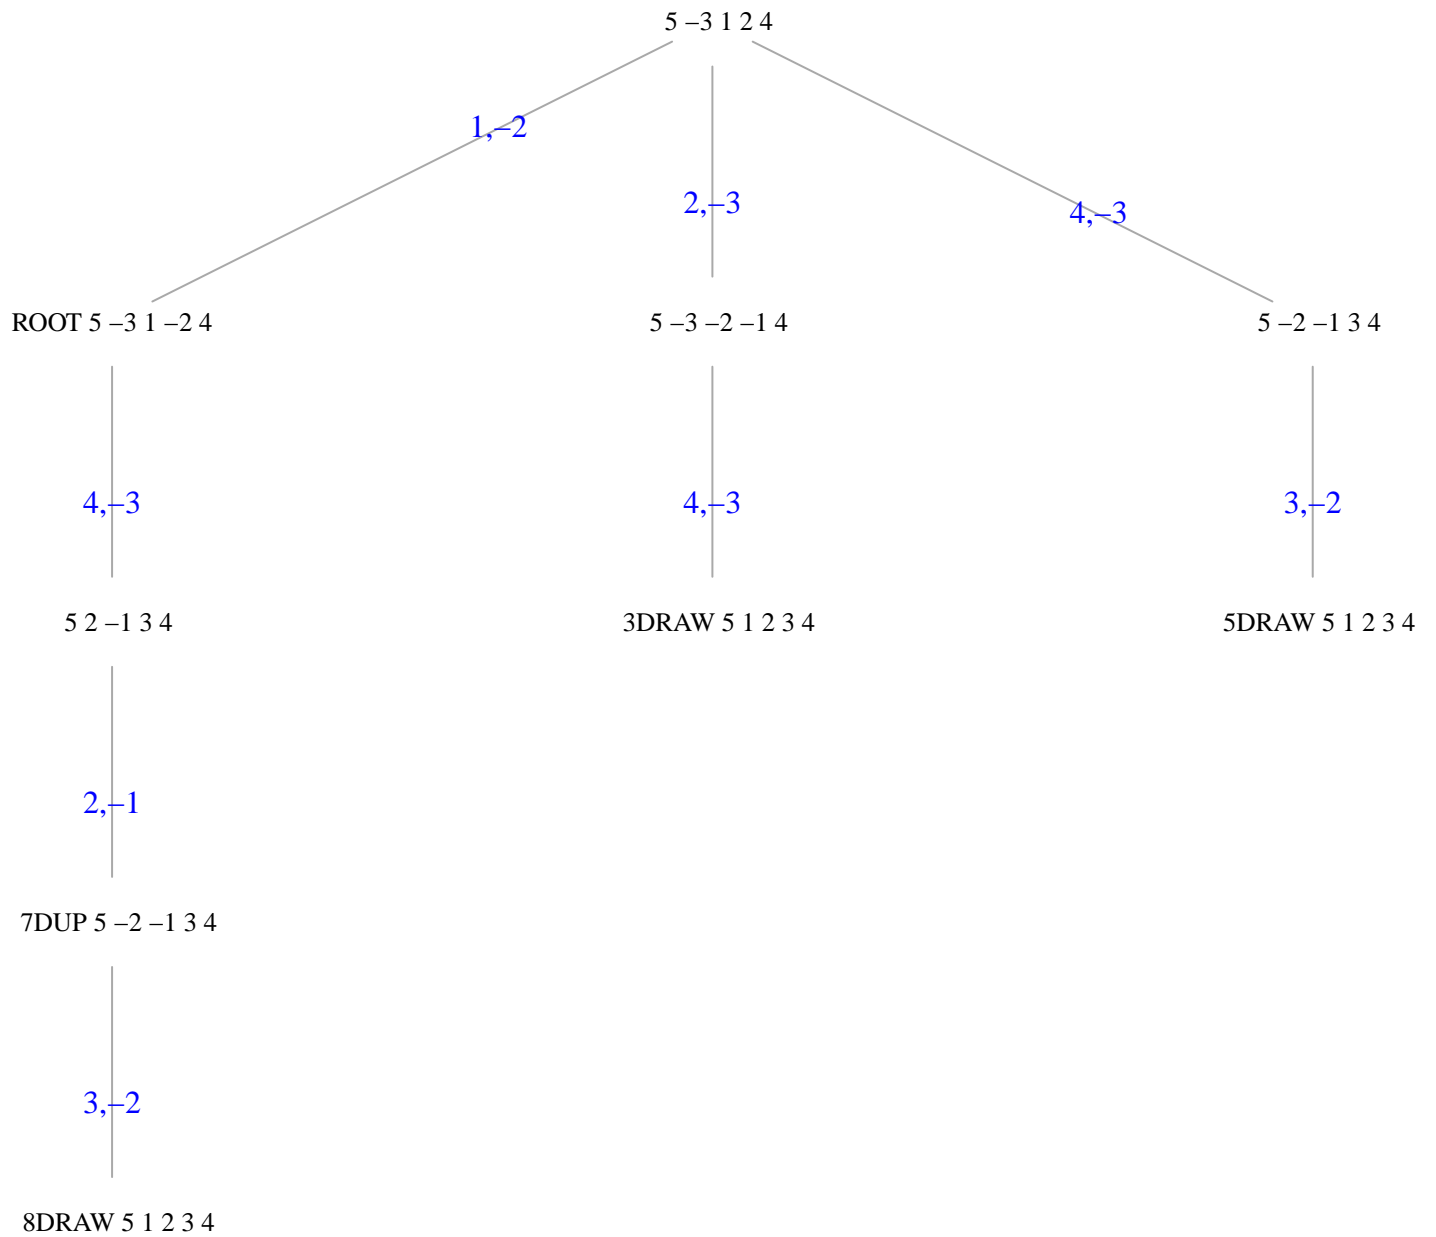 5 –3 1 2 4
1,–2
2,–3
4,–3
ROOT 5 –3 1 –2 4
5 –3 –2 –1 4
5 –2 –1 3 4
4,–3
4,–3
3,–2
5 2 –1 3 4
3DRAW 5 1 2 3 4
5DRAW 5 1 2 3 4
2,–1
7DUP 5 –2 –1 3 4
3,–2
8DRAW 5 1 2 3 4